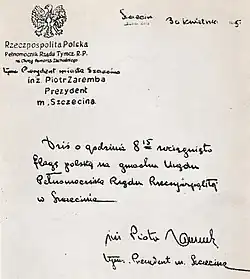 Szczecin
30 kwietnia 45.
Rzeczpospolita Polska
Pełnomocnik Rządu Tymcz. R.P.
na Okręg Pomorza Zachodniego
Tymcz. Prezydent miasta Szczecina
inż. Piotr Zaremba
Prezydent
m. Szczecina.
Dziś o godzinie 8 15 rozciągnięto
flagę polską na gmachu Urzędu
Pełnomocnika Rządu Rzeczypospolitej
w Szczecinie
inż Piotr Zaremba
Tymcz. Prezydent m. Szczecina